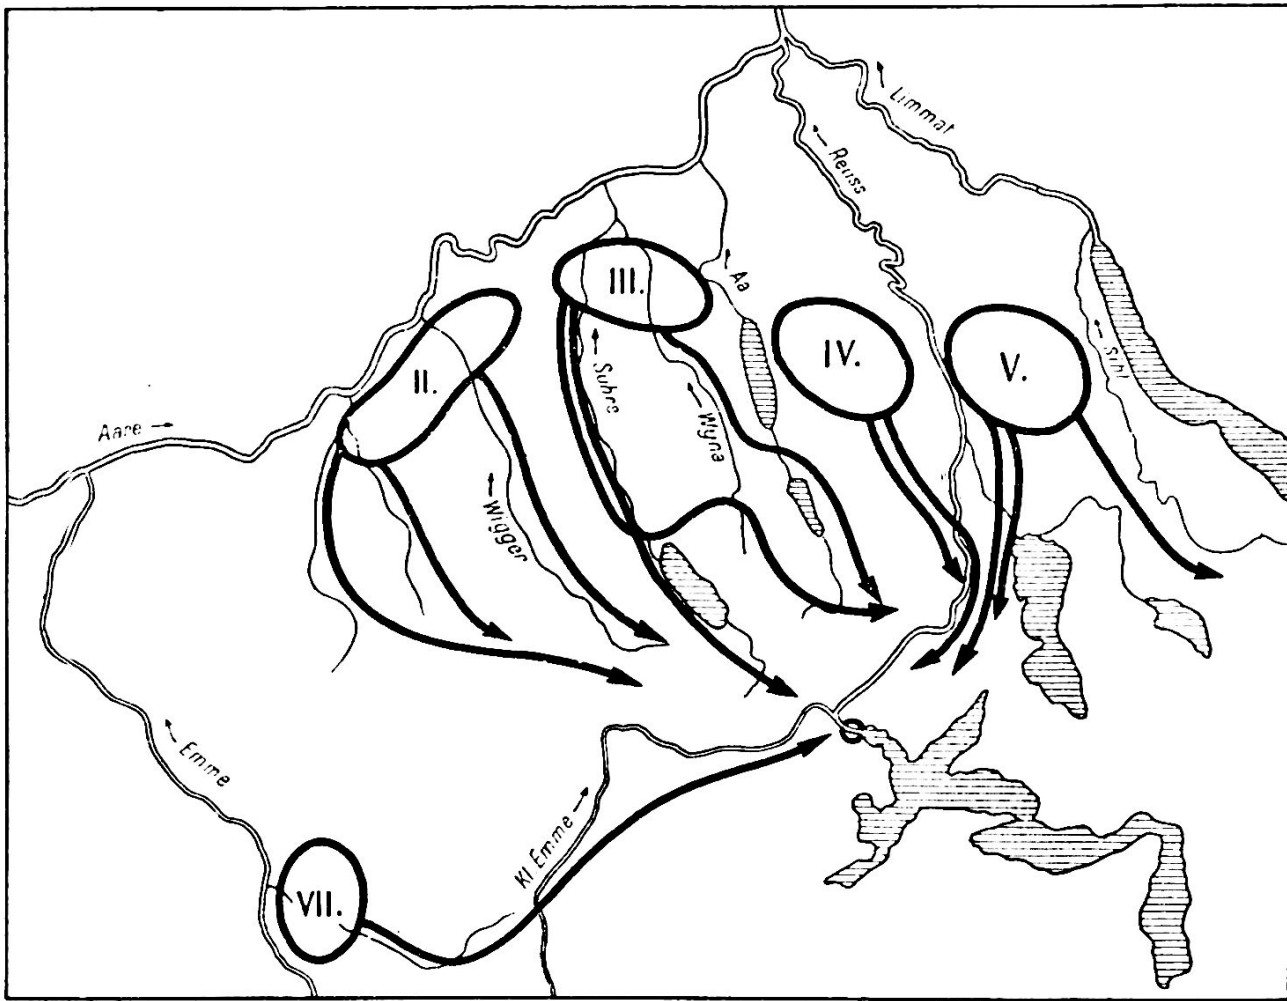 Limmat
Reuss
Aa
III.
II.
IV.
V.
Sihl
Suhre
Wyna
Aare
Wigger
Emme
Kl. Emme
VII.